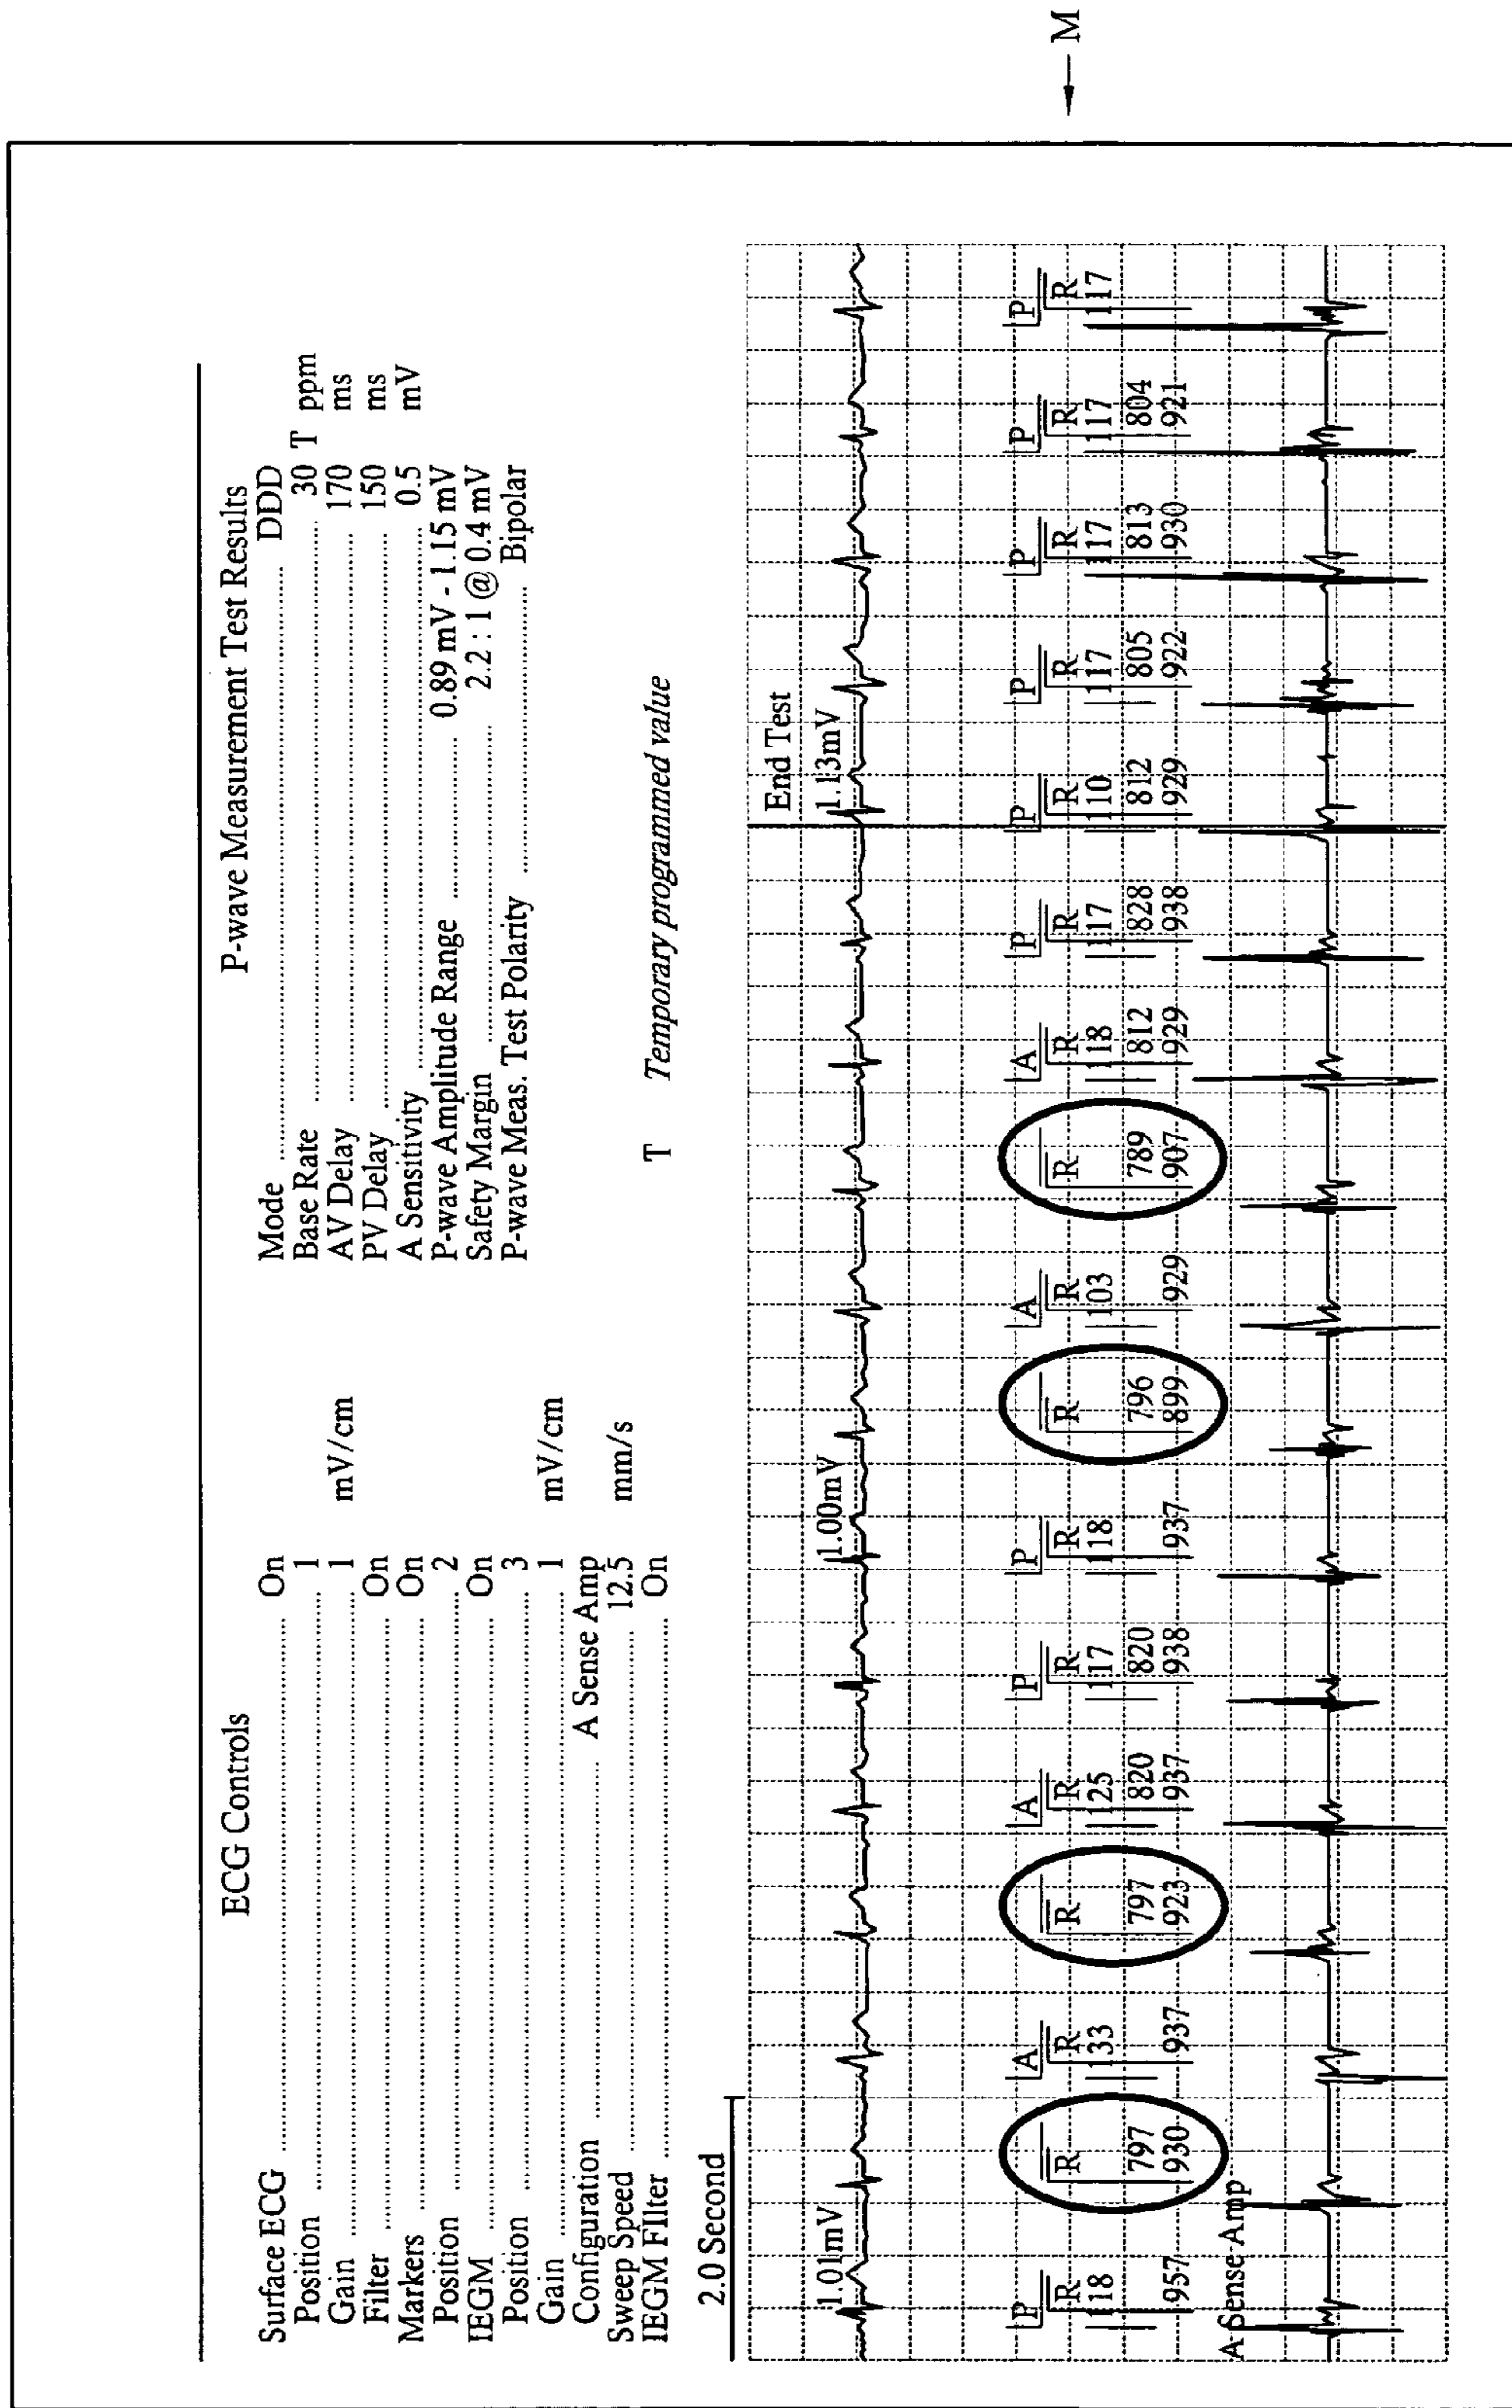 ECG Controls
Surface ECG ........ On
Position ........ 1
Gain ........ 1 mV/cm
Filter ........ On
Markers ........ On
Position ........ 2
IEGM ........ On
Position ........ 3
Gain ........ 1 mV/cm
Configuration ........ A Sense Amp
Sweep Speed ........ 12.5 mm/s
IEGM FIlter ........ On
P-wave Measurement Test Results
Mode ........ DDD
Base Rate ........ 30 T ppm
AV Delay ........ 170 ms
PV Delay ........ 150 ms
A Sensitivity ........ 0.5 mV
P-wave Amplitude Range ........ 0.89 mV - 1.15 mV
Safety Margin ........ 2.2 : 1 @ 0.4 mV
P-wave Meas. Test Polarity ........ Bipolar
T Temporary programmed value
2.0 Second
End Test
1.01mV 1.00mV 1.13mV
P P P P A A A A P P P P P P
R R R R R R R R R R R R R R R R R
118 133 125 117 118 103 118 117 110 117 117 117 117
797 797 820 820 796 789 812 828 812 805 813 804
957 930 937 923 937 938 937 899 929 907 929 938 929 922 930 921
A Sense Amp
M